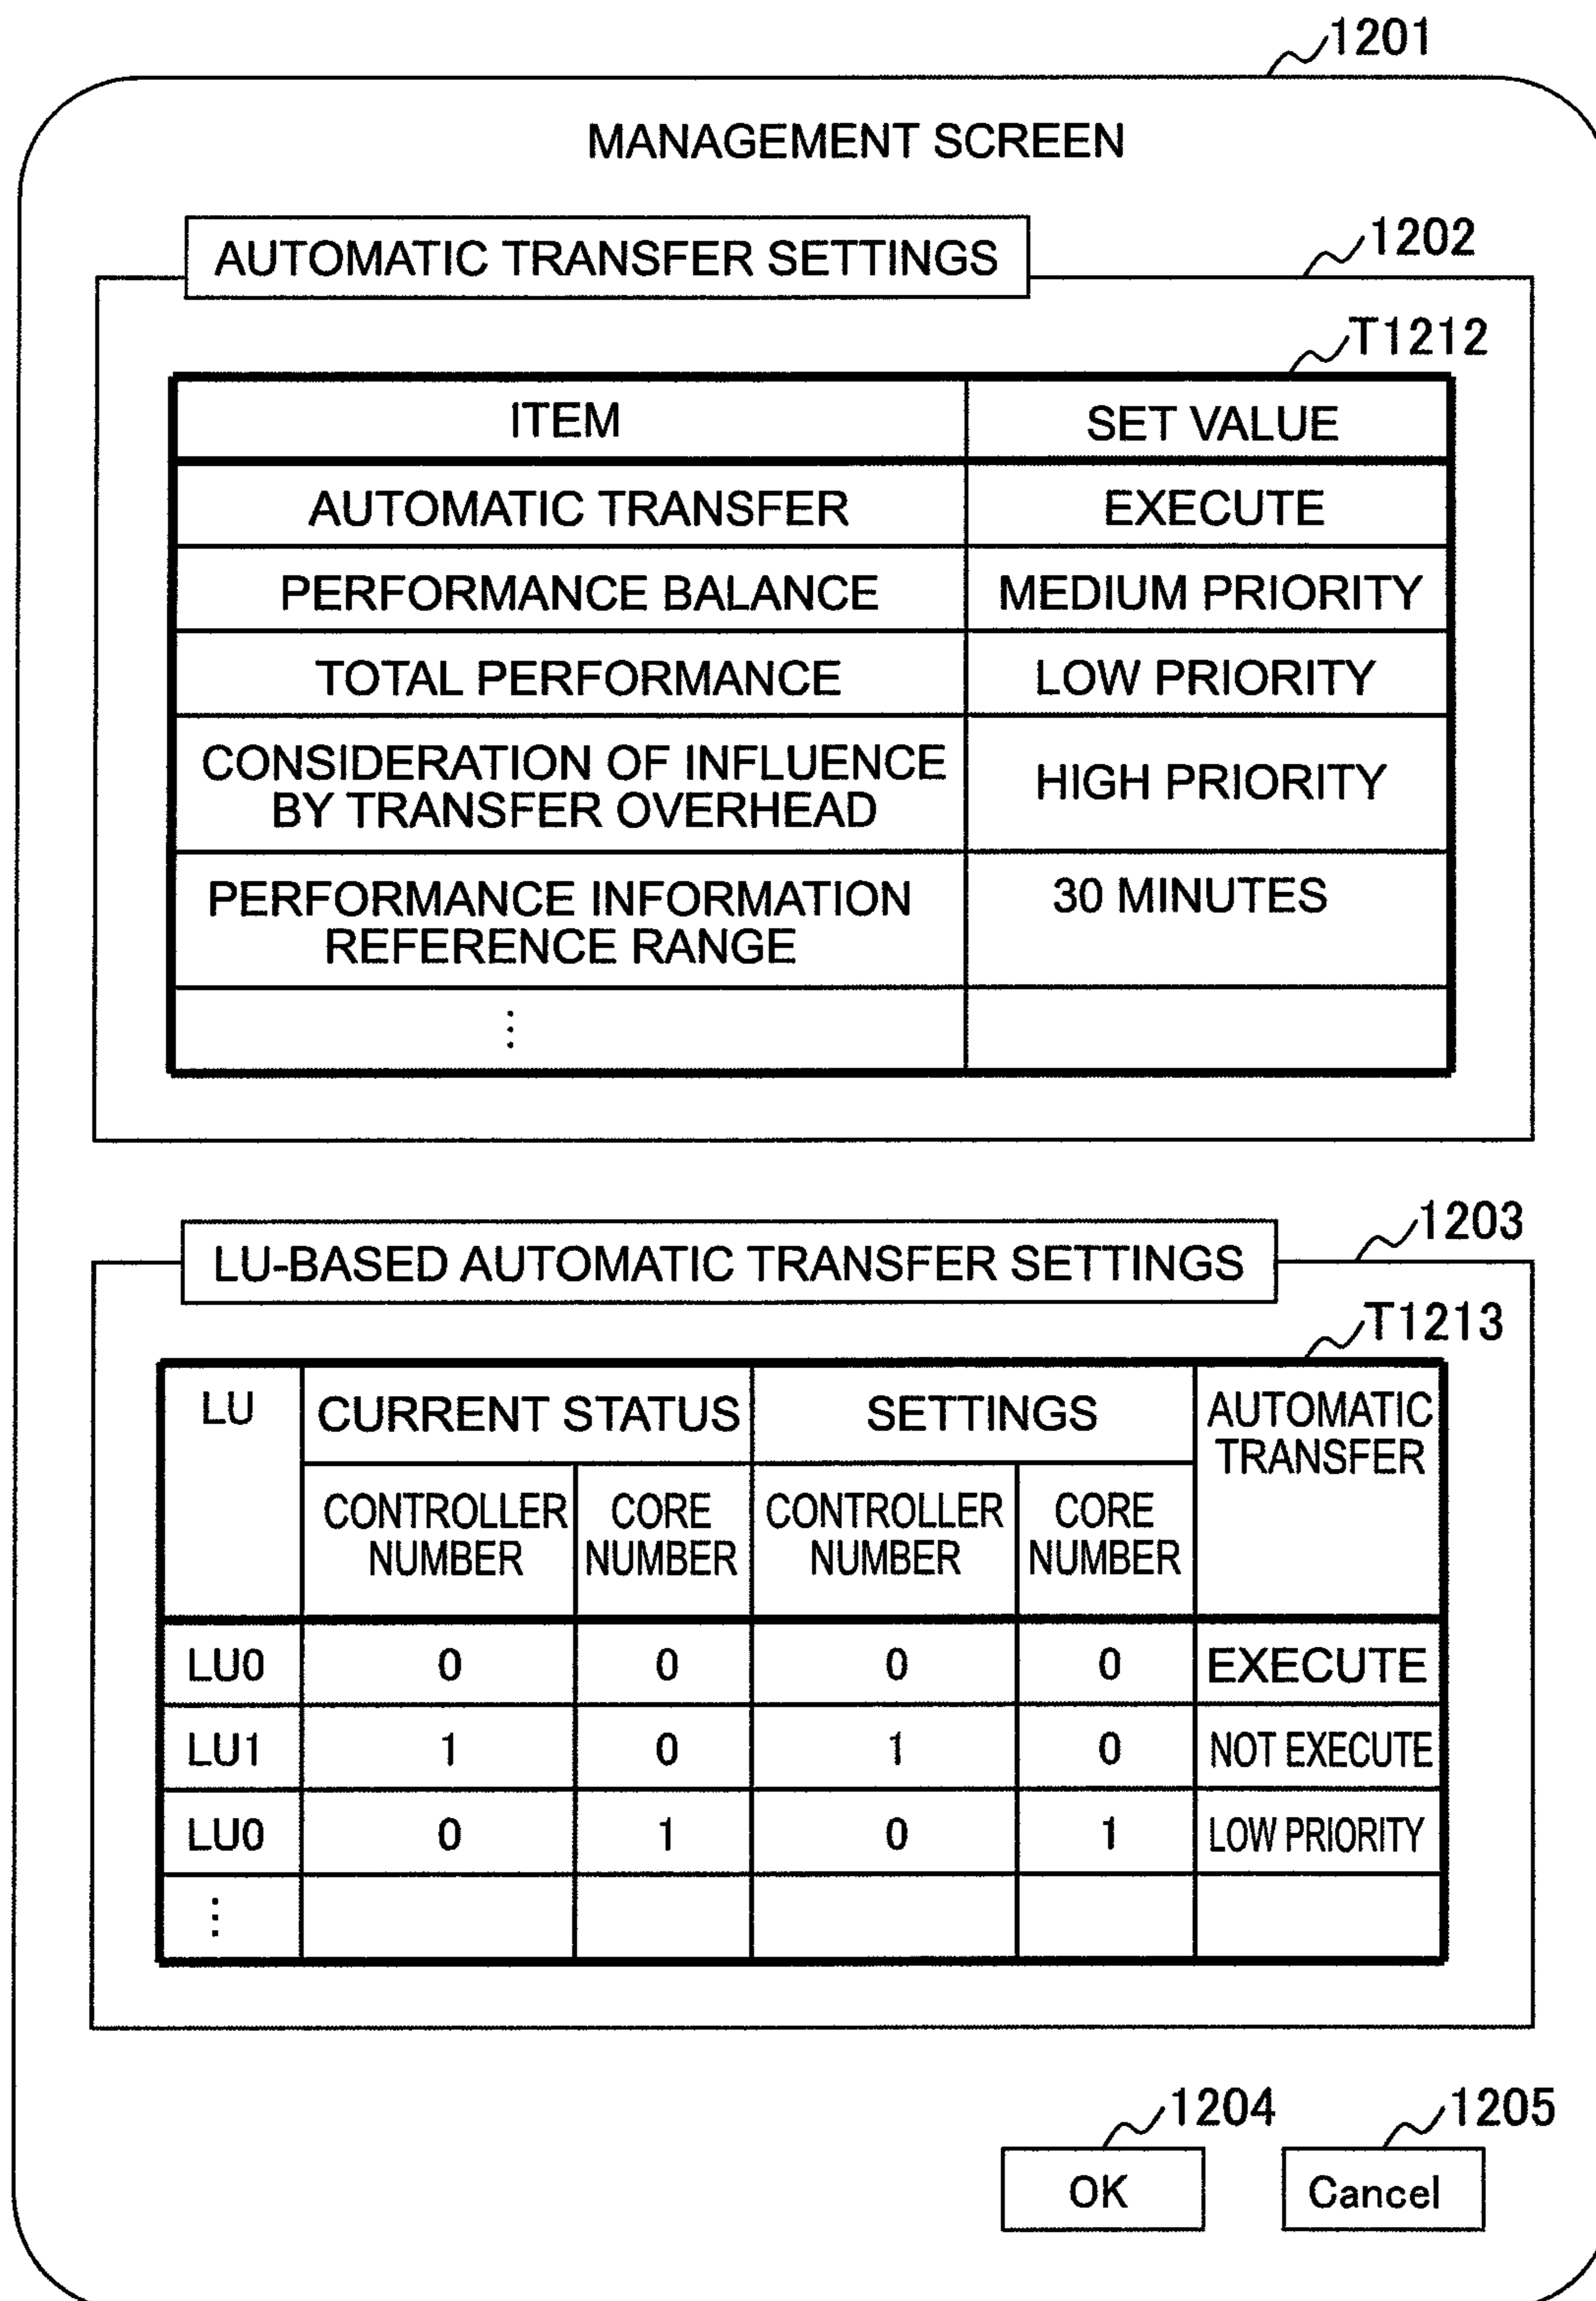 1201
MANAGEMENT SCREEN
AUTOMATIC TRANSFER SETTINGS
1202
T1212
ITEM SET VALUE
AUTOMATIC TRANSFER EXECUTE
PERFORMANCE BALANCE MEDIUM PRIORITY
TOTAL PERFORMANCE LOW PRIORITY
CONSIDERATION OF INFLUENCE
BY TRANSFER OVERHEAD
HIGH PRIORITY
PERFORMANCE INFORMATION
REFERENCE RANGE
30 MINUTES
⋮
1203
LU-BASED AUTOMATIC TRANSFER SETTINGS
T1213
LU CURRENT STATUS SETTINGS AUTOMATIC
TRANSFER
CONTROLLER
NUMBER
CORE
NUMBER
CONTROLLER
NUMBER
CORE
NUMBER
LU0 0 0 0 0 EXECUTE
LU1 1 0 1 0 NOT EXECUTE
LU0 0 1 0 1 LOW PRIORITY
⋮
1204
1205
OK
Cancel